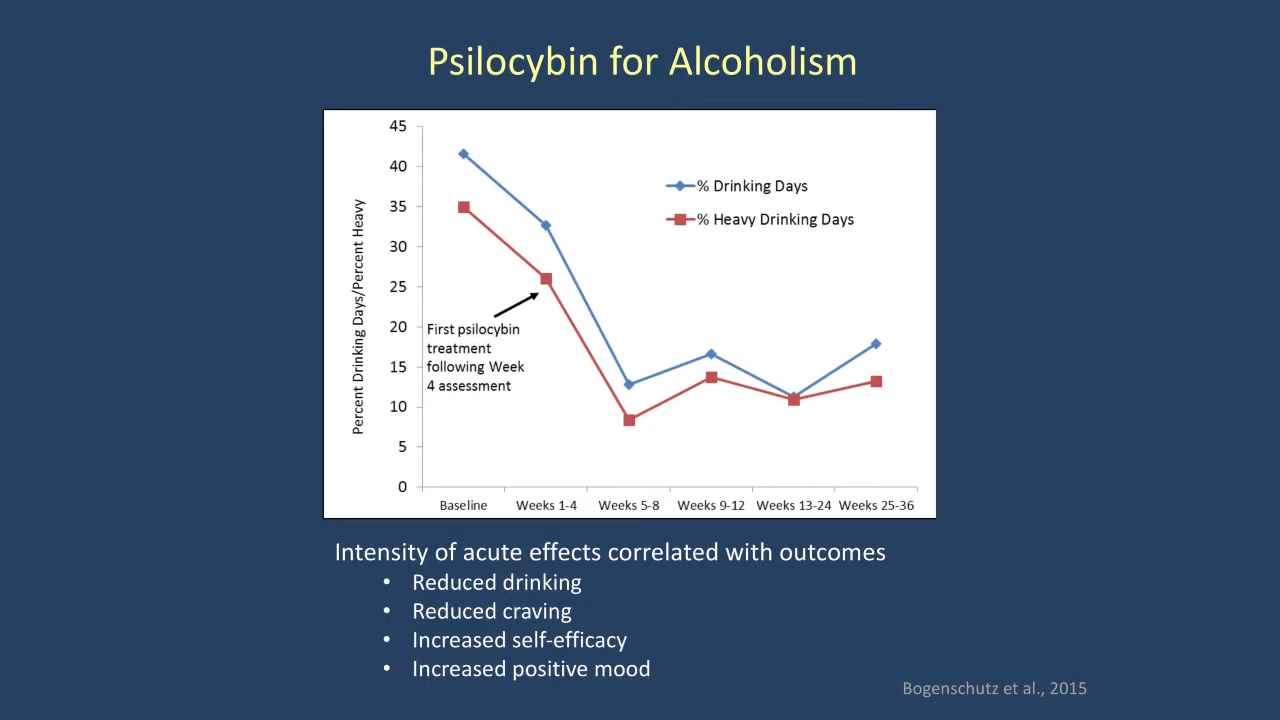 Psilocybin for Alcoholism
45
40
35
30
25
20
15
10
5
0
Percent Drinking Days/Percent Heavy
% Drinking Days
% Heavy Drinking Days
First psilocybin
treatment
following Week
4 assessment
Baseline Weeks 1-4 Weeks 5-8 Weeks 9-12 Weeks 13-24 Weeks 25-36
Intensity of acute effects correlated with outcomes
• Reduced drinking
• Reduced craving
• Increased self-efficacy
• Increased positive mood
Bogenschutz et al., 2015